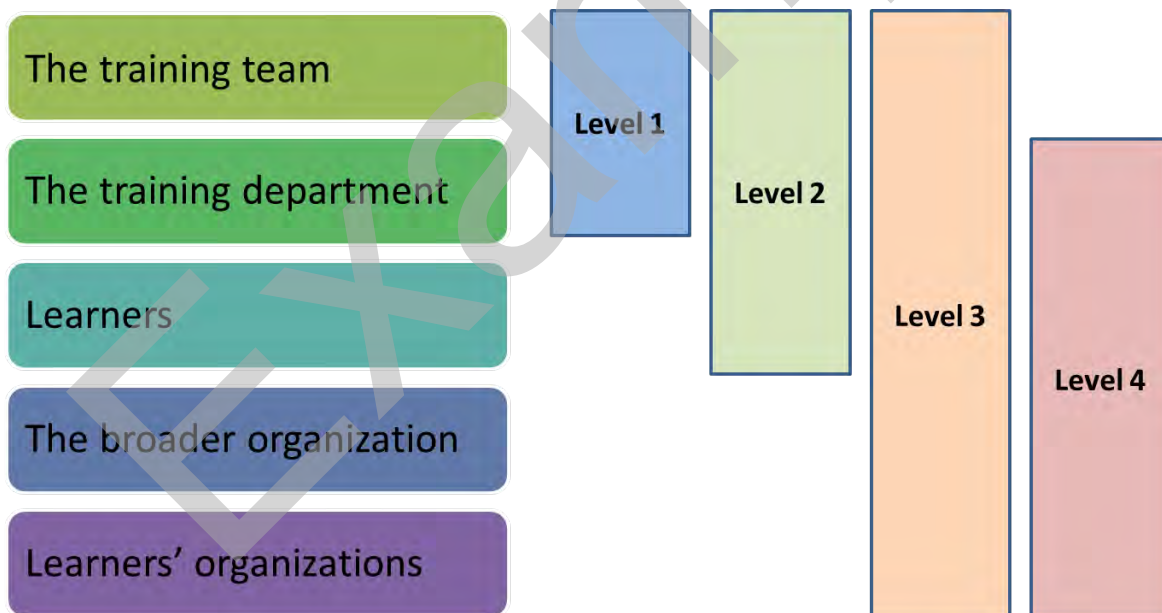 The training team
The training department
Learners
The broader organization
Learners' organizations
Level 1
Level 2
Level 3
Level 4